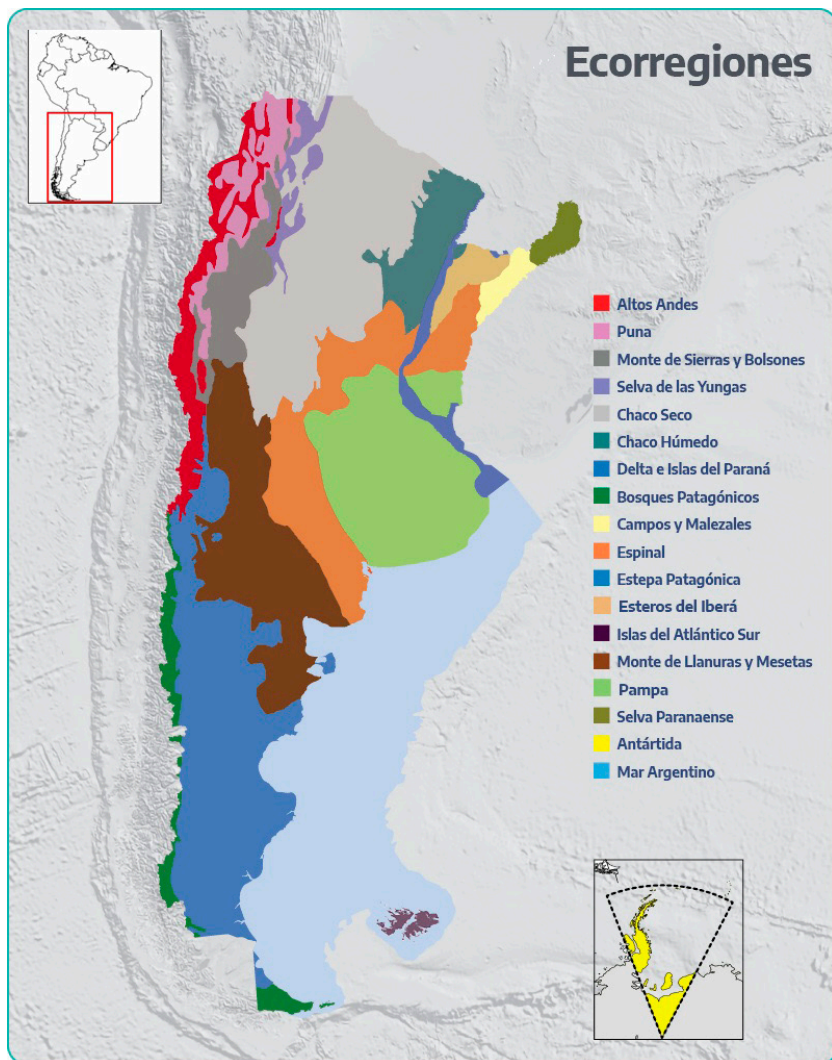 Ecorregiones
Altos Andes
Puna
Monte de Sierras y Bolsones
Selva de las Yungas
Chaco Seco
Chaco Húmedo
Delta e Islas del Paraná
Bosques Patagónicos
Campos y Malezales
Espinal
Estepa Patagónica
Esteros del Iberá
Islas del Atlántico Sur
Monte de Llanuras y Mesetas
Pampa
Selva Paranaense
Antártida
Mar Argentino